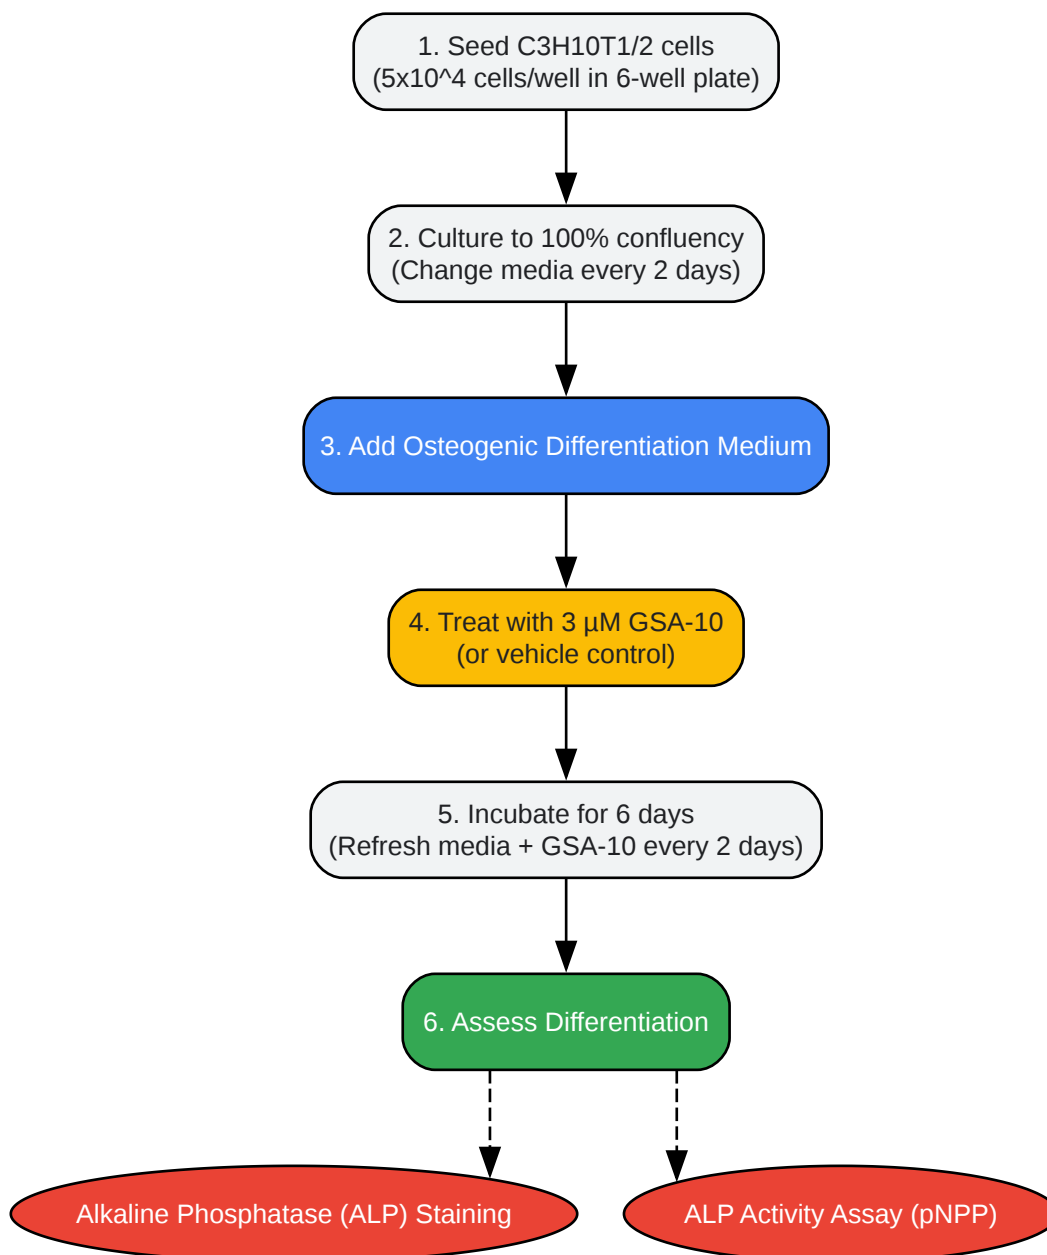 1. Seed C3H10T1/2 cells
(5x10^4 cells/well in 6-well plate)
2. Culture to 100% confluency
(Change media every 2 days)
3. Add Osteogenic Differentiation Medium
4. Treat with 3 µM GSA-10
(or vehicle control)
5. Incubate for 6 days
(Refresh media + GSA-10 every 2 days)
6. Assess Differentiation
Alkaline Phosphatase (ALP) Staining
ALP Activity Assay (pNPP)